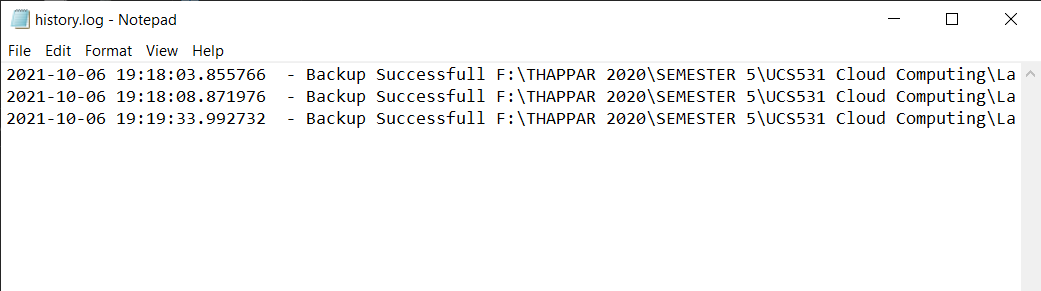 history.log - Notepad
File Edit Format View Help
2021-10-06 19:18:03.855766  - Backup Successfull F:\THAPPAR 2020\SEMESTER 5\UCS531 Cloud Computing\La
2021-10-06 19:18:08.871976  - Backup Successfull F:\THAPPAR 2020\SEMESTER 5\UCS531 Cloud Computing\La
2021-10-06 19:19:33.992732  - Backup Successfull F:\THAPPAR 2020\SEMESTER 5\UCS531 Cloud Computing\La